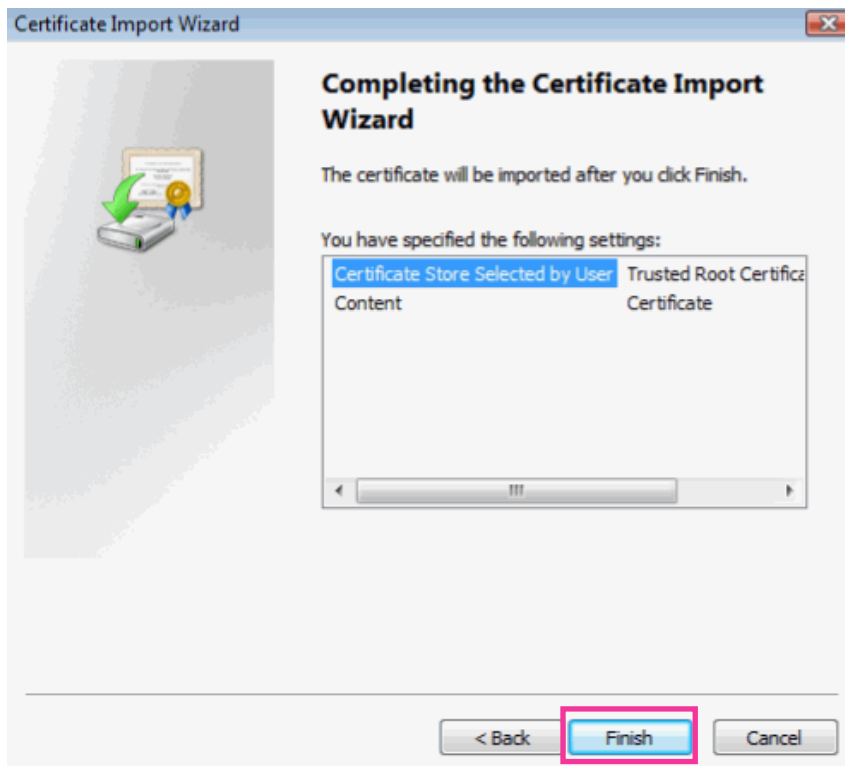 Certificate Import Wizard
Completing the Certificate Import
Wizard
The certificate will be imported after you click Finish.
You have specified the following settings:
Certificate Store Selected by User Trusted Root Certifica
Content Certificate
< Back Finish Cancel